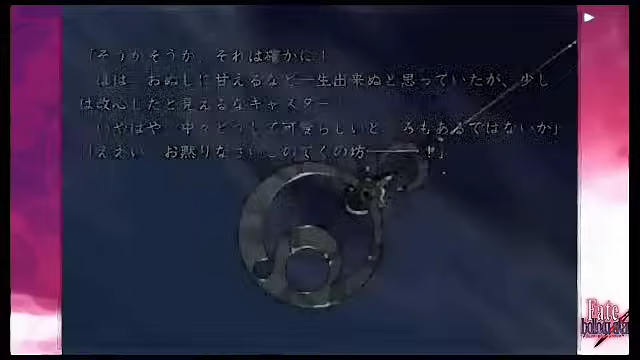 「そうかそうか、それは確かに!
ははは、おぬしに甘えるなど一生出来ぬと思っていたが、少し
は改心したと見えるなキャスター
いやはや、中々どうして可愛らしいところもあるではないか」
「ええい、お黙りなさいこのでくの坊―――!」
Fate
hollow ataraxia